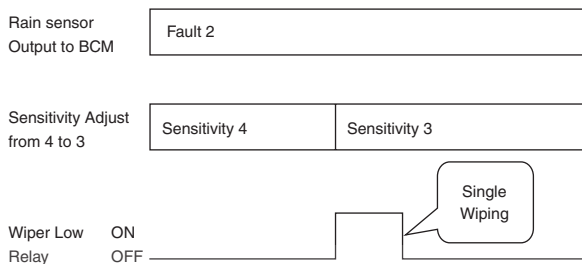 Rain sensor
Output to BCM
Fault 2
Sensitivity Adjust
from 4 to 3
Sensitivity 4
Sensitivity 3
Single
Wiping
Wiper Low ON
Relay OFF